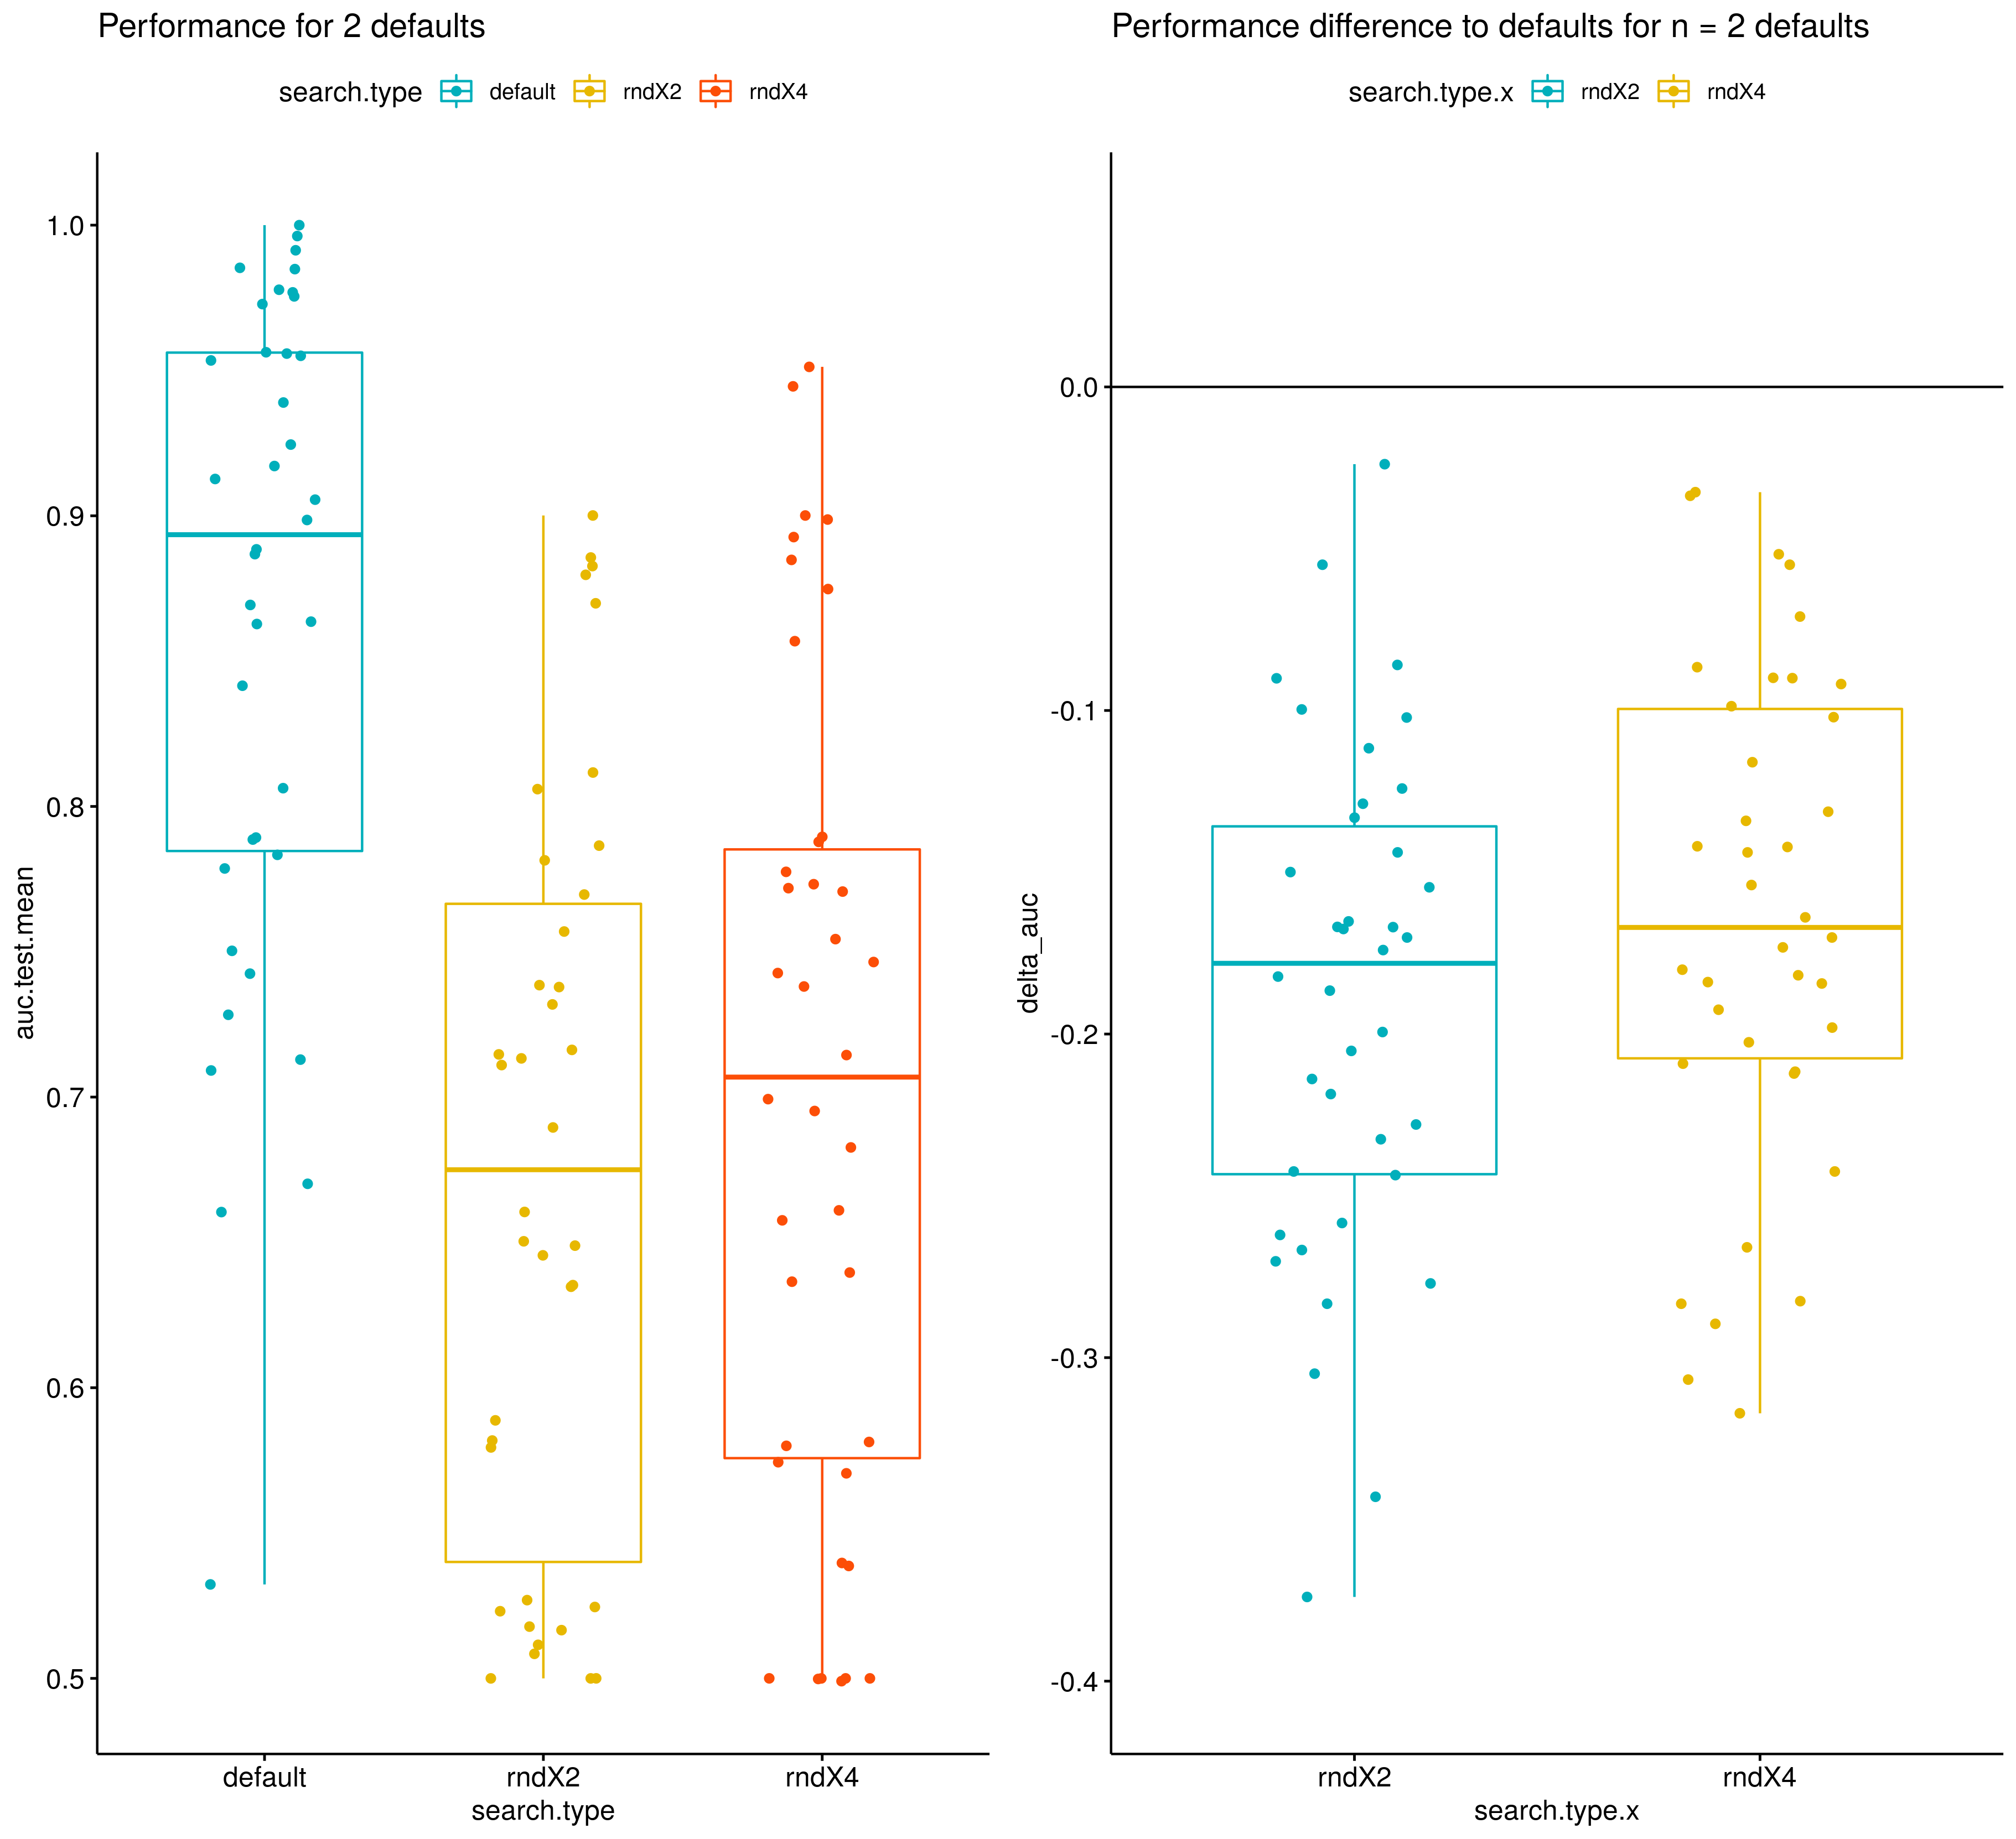 Performance for 2 defaults
search.type default rndX2 rndX4
1.0
0.9
0.8
0.7
0.6
0.5
auc.test.mean
default rndX2 rndX4
search.type
Performance difference to defaults for n = 2 defaults
search.type.x rndX2 rndX4
0.0
-0.1
-0.2
-0.3
-0.4
delta_auc
rndX2 rndX4
search.type.x